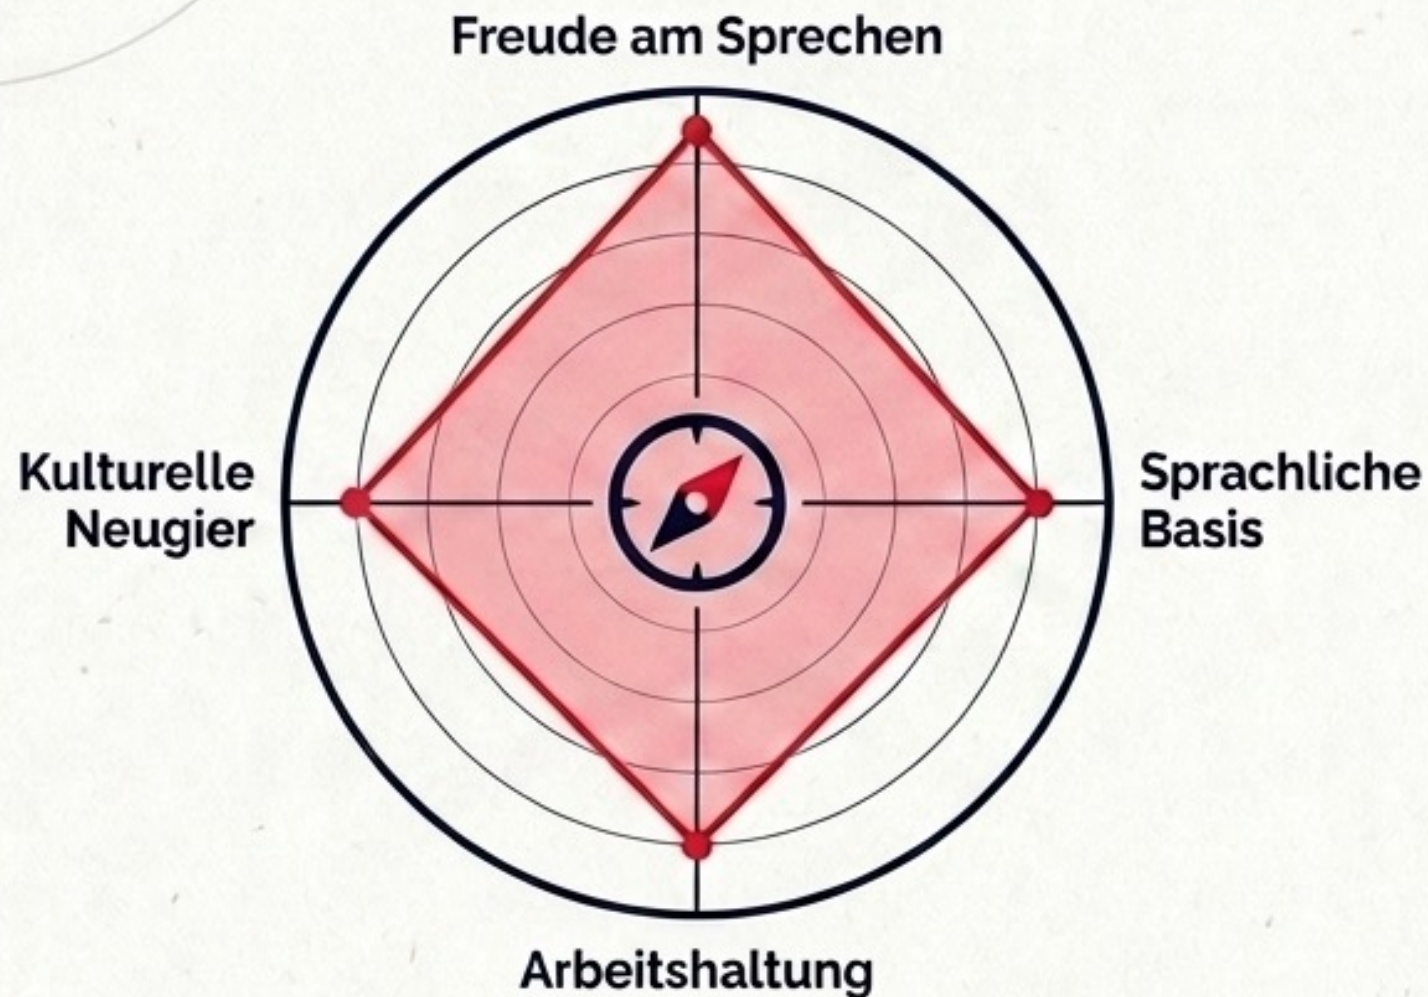 Freude am Sprechen
Kulturelle
Neugier
Sprachliche
Basis
Arbeitshaltung